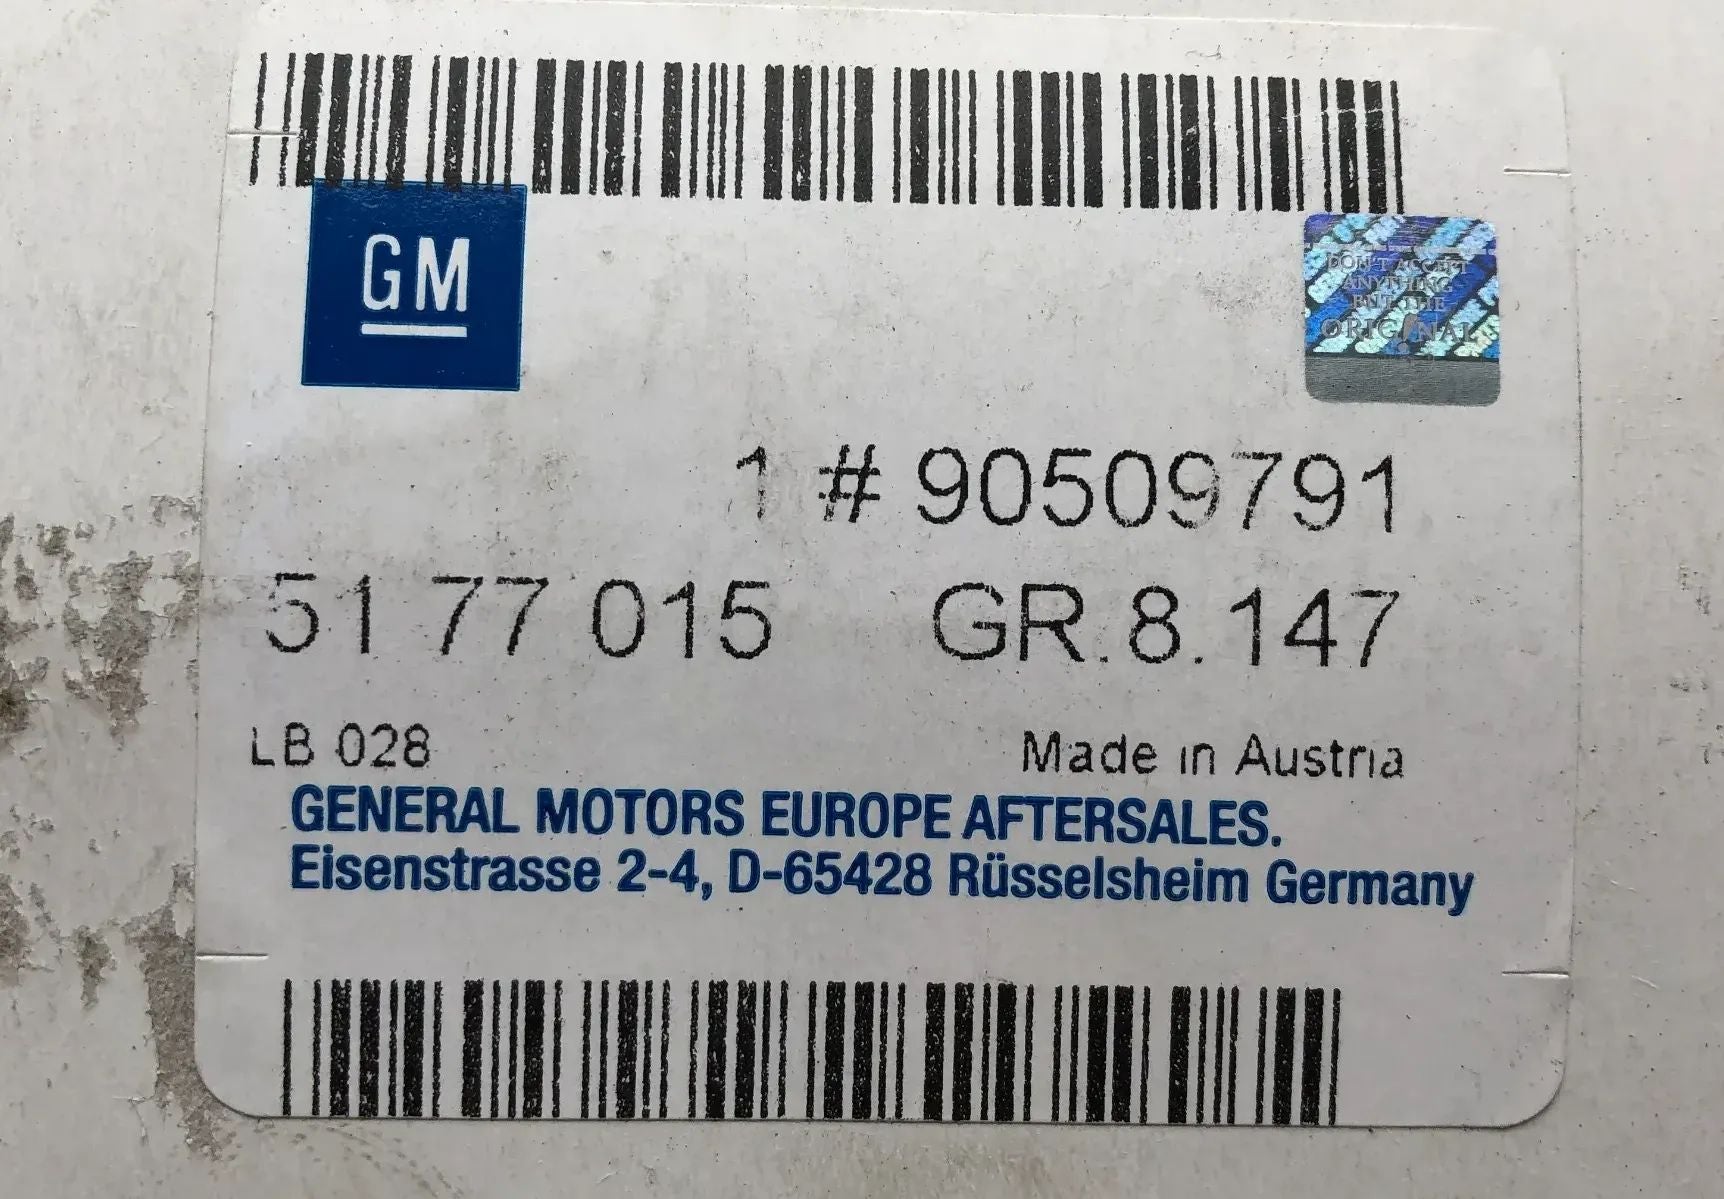 GM
DON'T ACCEPT
ANYTHING
BUT THE
ORIGINAL
1 # 90509791
51 77 015 GR.8.147
LB 028 Made in Austria
GENERAL MOTORS EUROPE AFTERSALES.
Eisenstrasse 2-4, D-65428 Rüsselsheim Germany